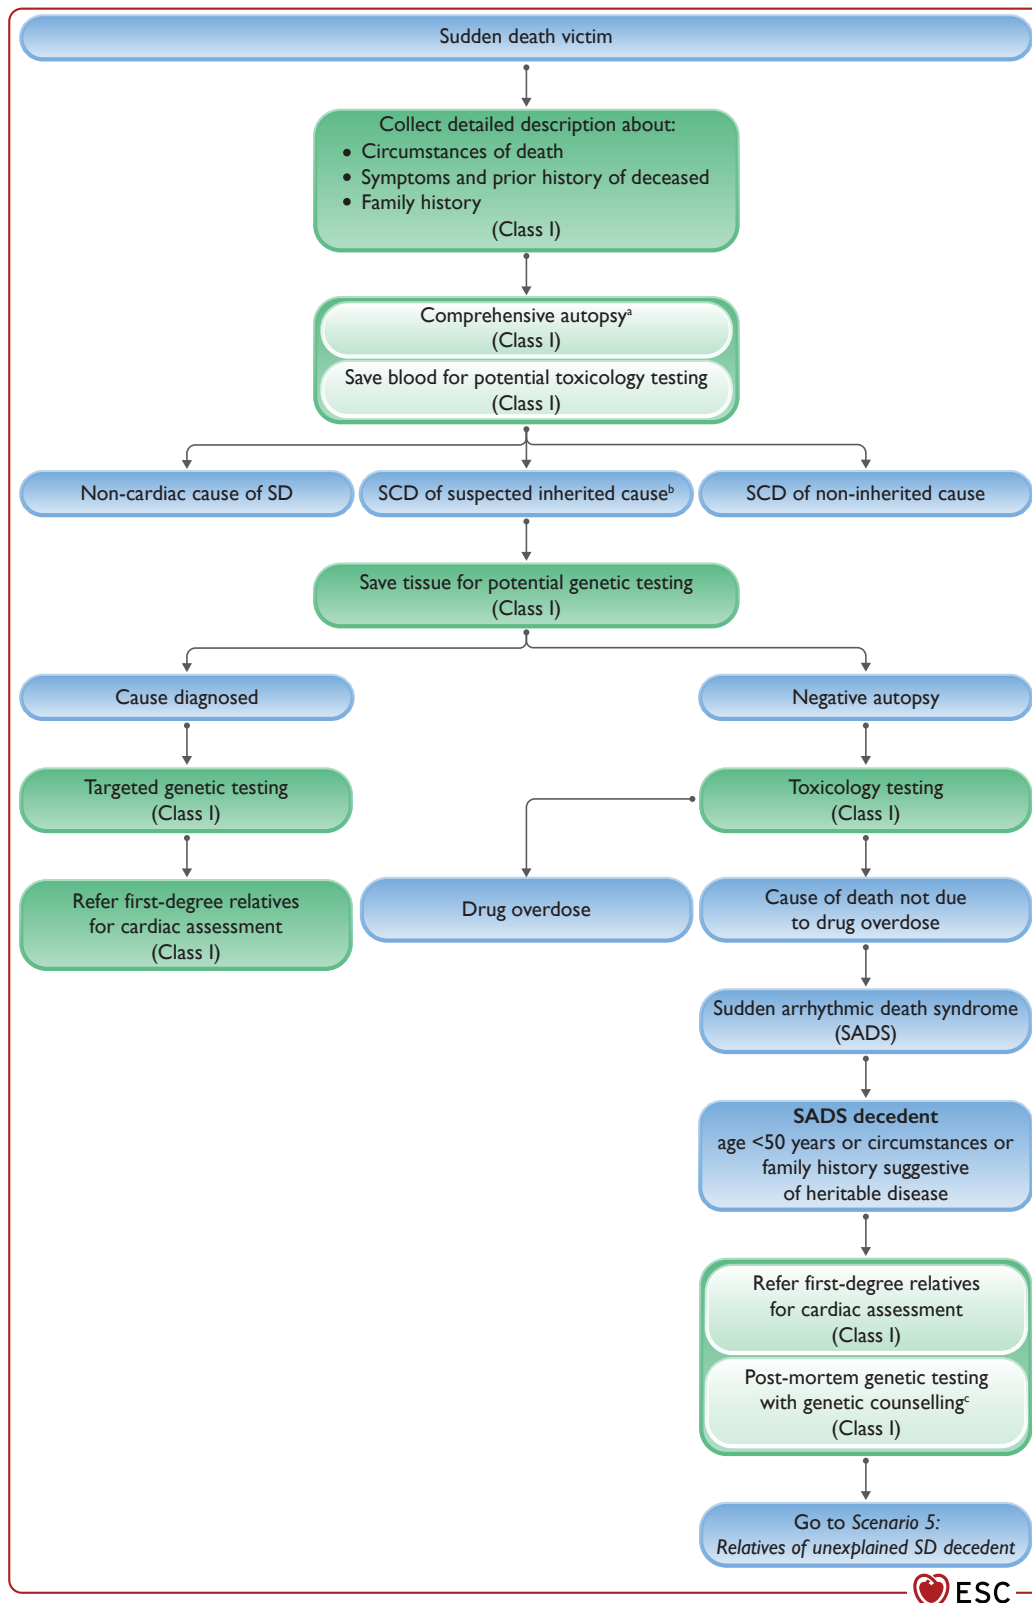 Sudden death victim
Collect detailed description about:
• Circumstances of death
• Symptoms and prior history of deceased
• Family history
(Class I)
Comprehensive autopsyᵃ
(Class I)
Save blood for potential toxicology testing
(Class I)
Non-cardiac cause of SD
SCD of suspected inherited causeᵇ
SCD of non-inherited cause
Save tissue for potential genetic testing
(Class I)
Cause diagnosed
Negative autopsy
Targeted genetic testing
(Class I)
Toxicology testing
(Class I)
Refer first-degree relatives
for cardiac assessment
(Class I)
Drug overdose
Cause of death not due
to drug overdose
Sudden arrhythmic death syndrome
(SADS)
SADS decedent
age <50 years or circumstances or
family history suggestive
of heritable disease
Refer first-degree relatives
for cardiac assessment
(Class I)
Post-mortem genetic testing
with genetic counsellingᶜ
(Class I)
Go to Scenario 5:
Relatives of unexplained SD decedent
ESC